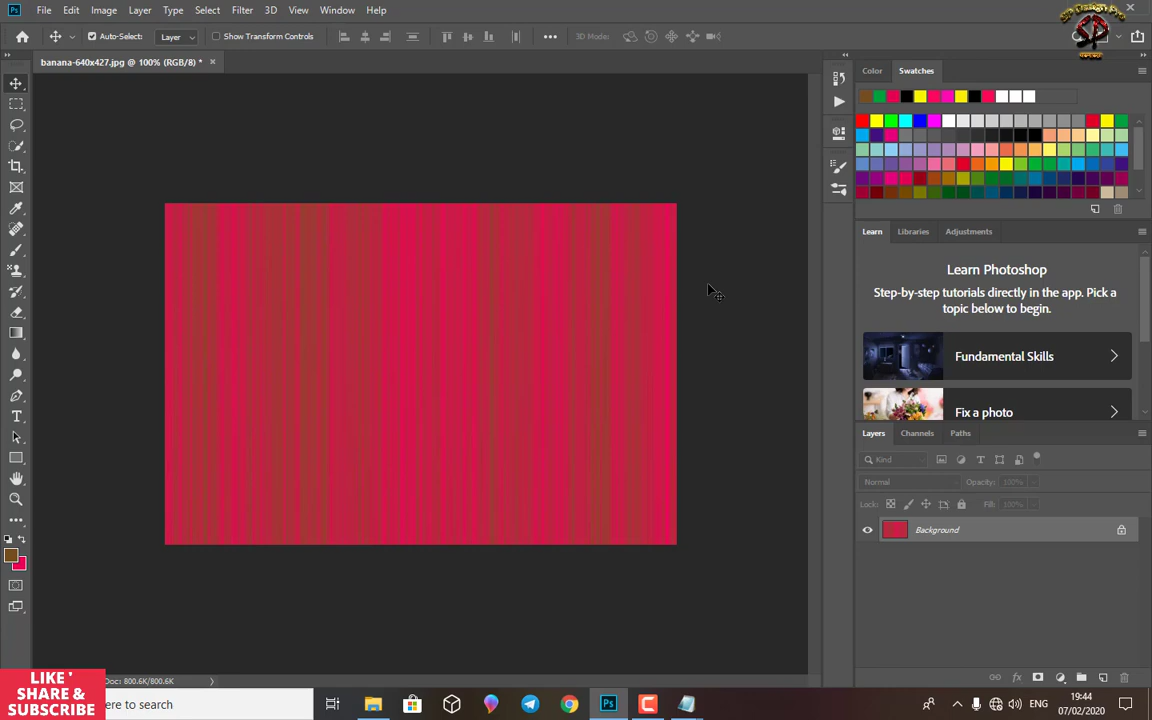 File Edit Image Layer Type Select Filter 3D View Window Help
Auto-Select: Layer Show Transform Controls 3D Mode:
banana-640x427.jpg @ 100% (RGB/8) *
Color Swatches
Learn Libraries Adjustments
Learn Photoshop
Step-by-step tutorials directly in the app. Pick a
topic below to begin.
Fundamental Skills
Fix a photo
Layers Channels Paths
Kind
Normal Opacity: 100%
Lock: Fill: 100%
Background
Doc: 800.6K/800.6K
LIKE '
SHARE &
SUBSCRIBE
here to search
ENG
19:44
07/02/2020